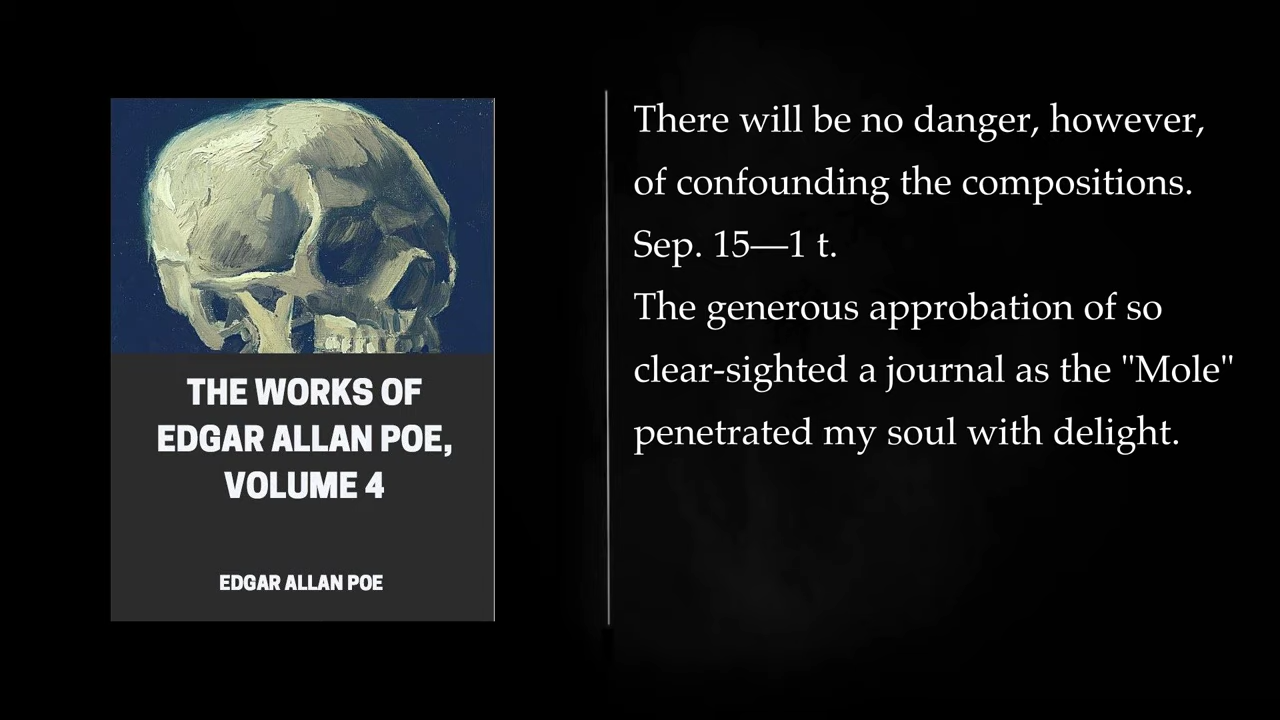 THE WORKS OF
EDGAR ALLAN POE,
VOLUME 4
EDGAR ALLAN POE
There will be no danger, however,
of confounding the compositions.
Sep. 15—1 t.
The generous approbation of so
clear-sighted a journal as the "Mole"
penetrated my soul with delight.